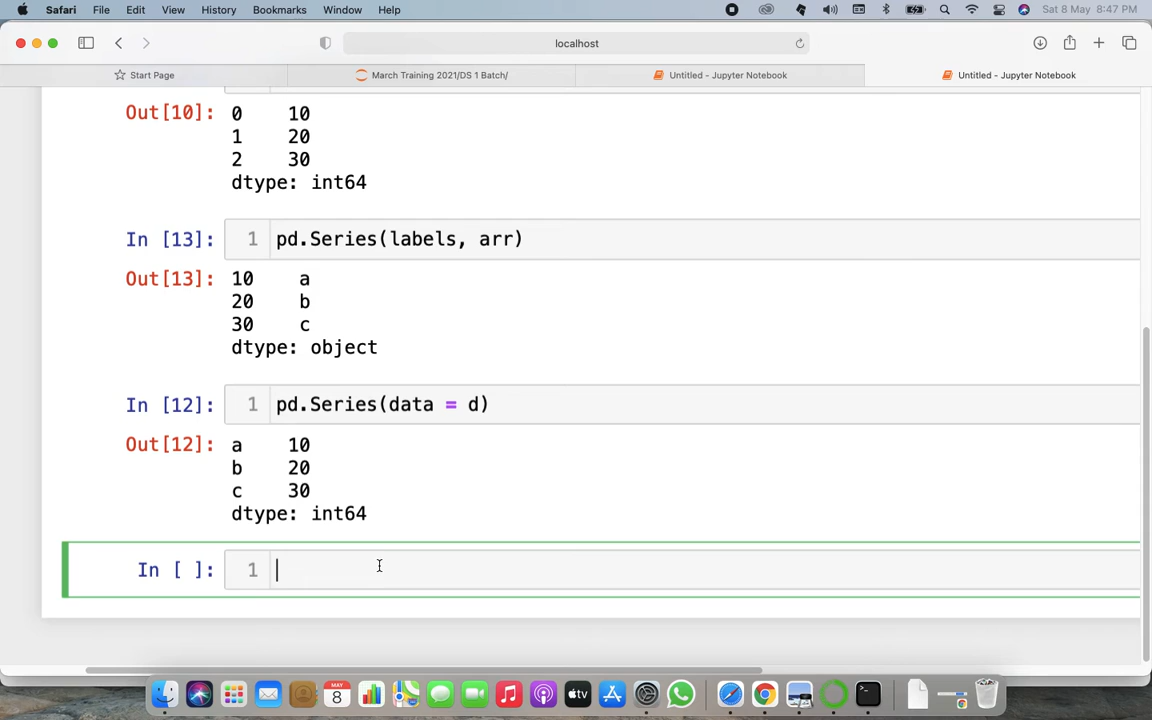 Safari File Edit View History Bookmarks Window Help Sat 8 May 8:47 PM
localhost
Start Page March Training 2021/DS 1 Batch/ Untitled - Jupyter Notebook Untitled - Jupyter Notebook
Out[10]: 0 10
1 20
2 30
dtype: int64
In [13]: 1 pd.Series(labels, arr)
Out[13]: 10 a
20 b
30 c
dtype: object
In [12]: 1 pd.Series(data = d)
Out[12]: a 10
b 20
c 30
dtype: int64
In [ ]: 1
MAY
8
tv